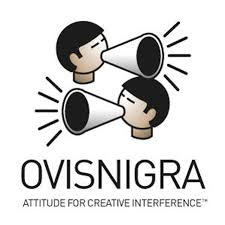 OVISNIGRA
ATTITUDE FOR CREATIVE INTERFERENCE™